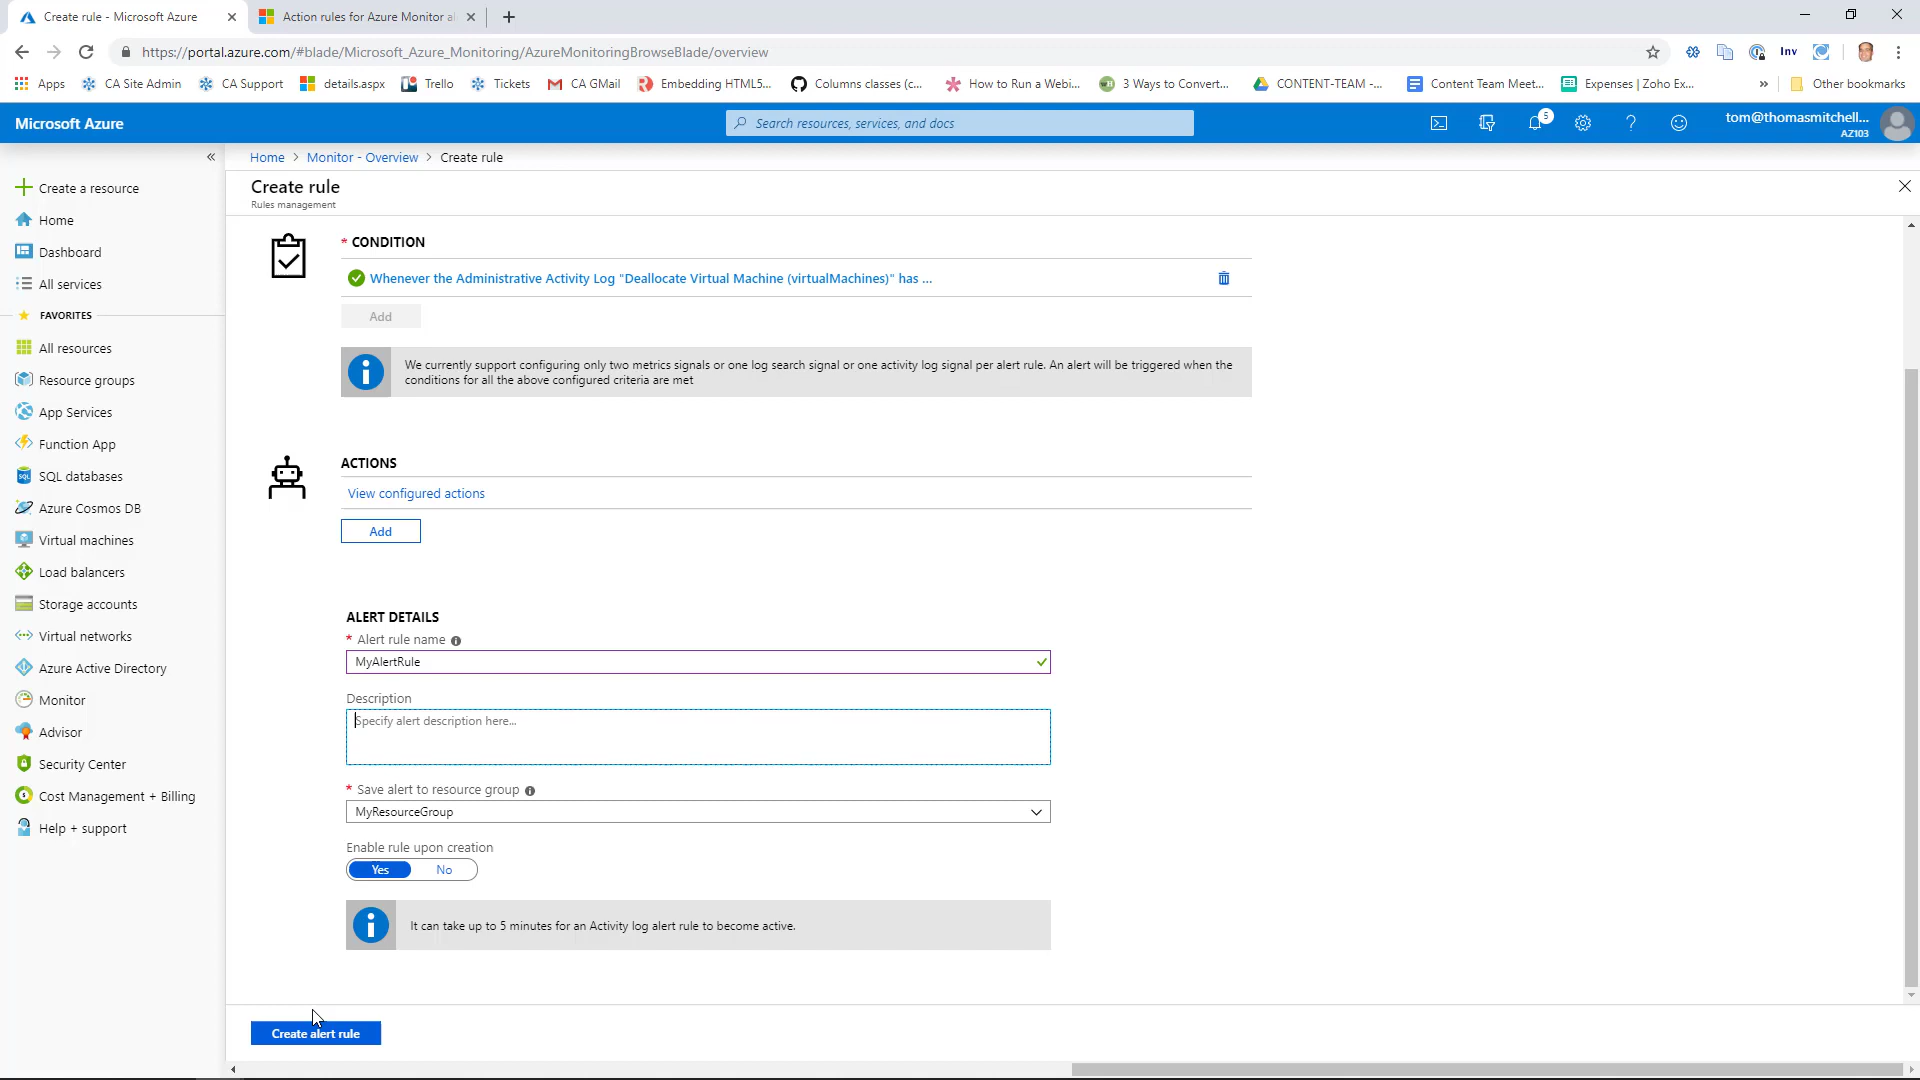 Create rule - Microsoft Azure
Action rules for Azure Monitor al
https://portal.azure.com/#blade/Microsoft_Azure_Monitoring/AzureMonitoringBrowseBlade/overview
Inv
Apps
CA Site Admin
CA Support
details.aspx
Trello
Tickets
CA GMail
Embedding HTML5...
Columns classes (c...
How to Run a Webi...
3 Ways to Convert...
CONTENT-TEAM -...
Content Team Meet...
Expenses | Zoho Ex...
»
Other bookmarks
Microsoft Azure
Search resources, services, and docs
5
tom@thomasmitchell...
AZ103
«
Home > Monitor - Overview > Create rule
Create rule
Rules management
Create a resource
Home
Dashboard
All services
FAVORITES
All resources
Resource groups
App Services
Function App
SQL databases
Azure Cosmos DB
Virtual machines
Load balancers
Storage accounts
Virtual networks
Azure Active Directory
Monitor
Advisor
Security Center
Cost Management + Billing
Help + support
* CONDITION
Whenever the Administrative Activity Log "Deallocate Virtual Machine (virtualMachines)" has ...
Add
We currently support configuring only two metrics signals or one log search signal or one activity log signal per alert rule. An alert will be triggered when the
conditions for all the above configured criteria are met
ACTIONS
View configured actions
Add
ALERT DETAILS
* Alert rule name
MyAlertRule
Description
Specify alert description here...
* Save alert to resource group
MyResourceGroup
Enable rule upon creation
Yes
No
It can take up to 5 minutes for an Activity log alert rule to become active.
Create alert rule